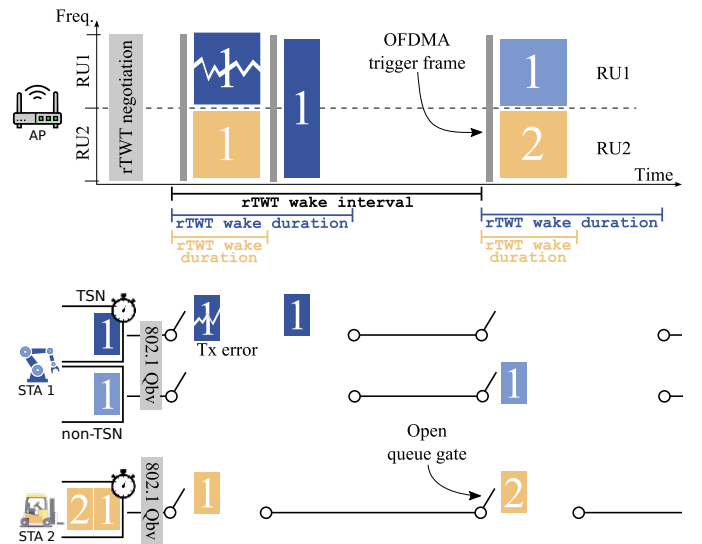 Freq.
RU1
RU2
AP
rTWT negotiation
1
1
1
OFDMA
trigger frame
1
2
RU1
RU2
Time
rTWT wake interval
rTWT wake duration
rTWT wake
duration
rTWT wake duration
rTWT wake
duration
TSN
1
802.1 Qbv
1
Tx error
1
STA 1
1
non-TSN
1
Open
queue gate
2 1
802.1 Qbv
1
2
STA 2